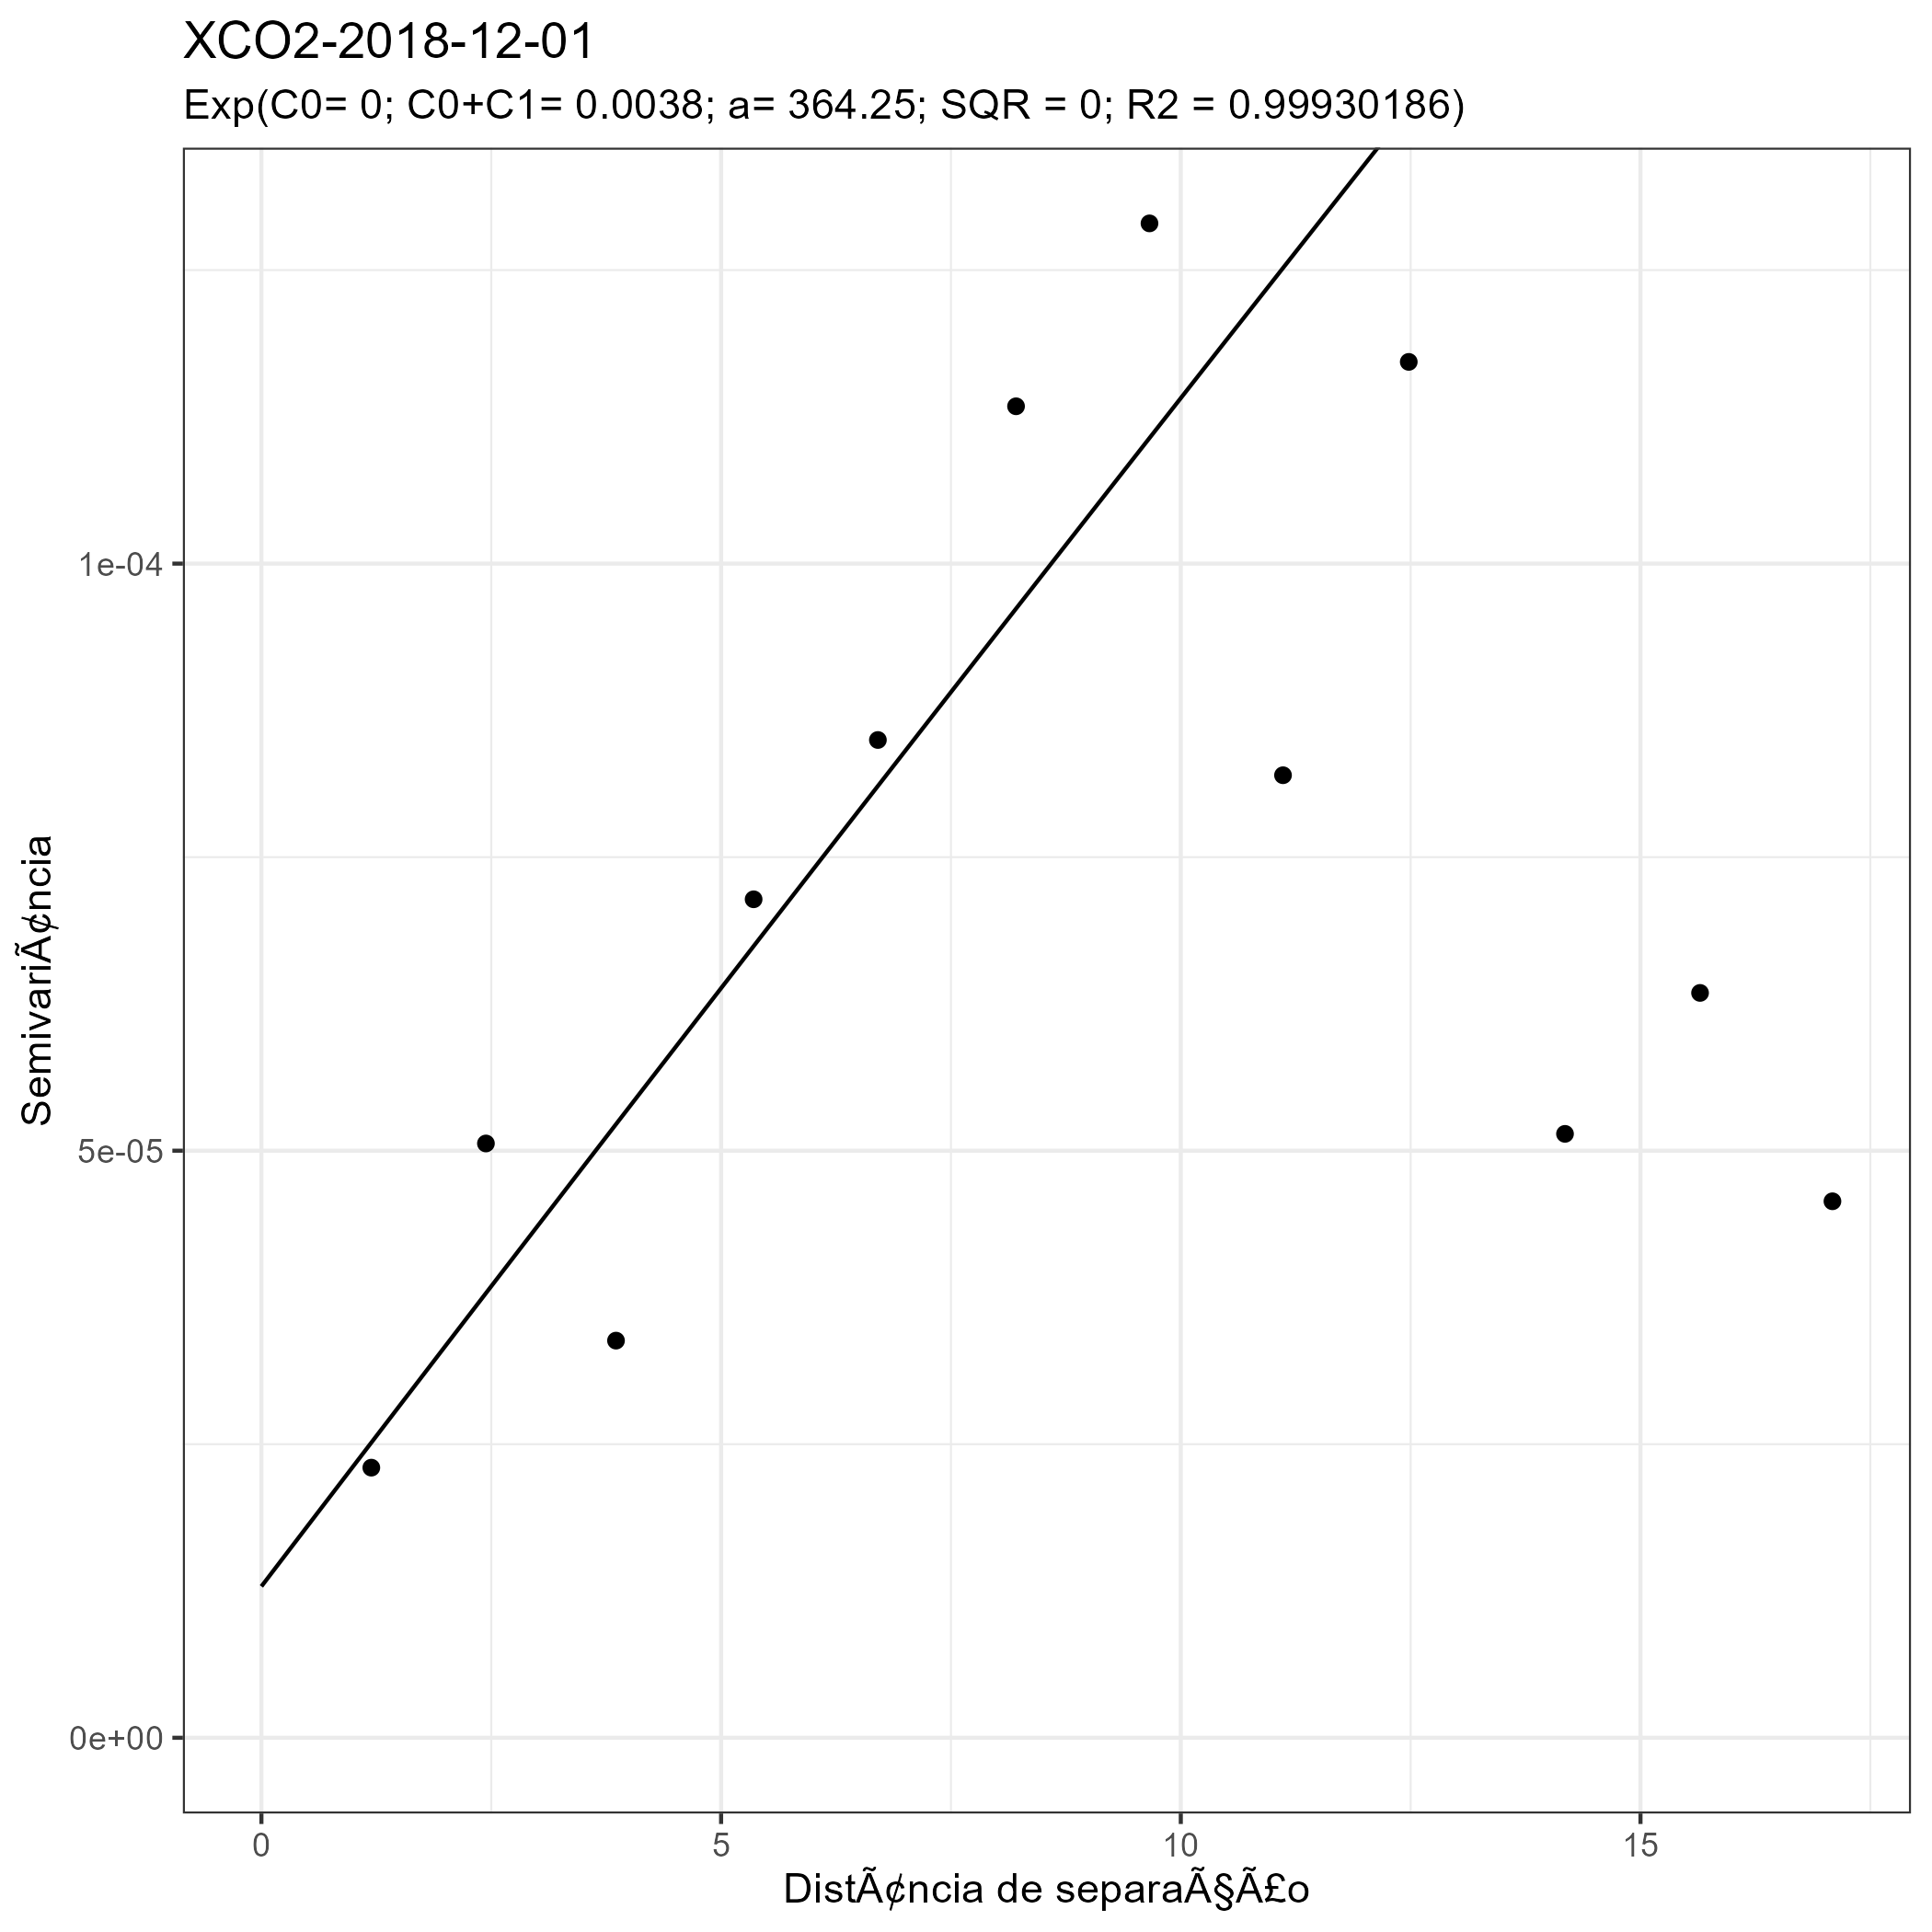 XCO2-2018-12-01
Exp(C0= 0; C0+C1= 0.0038; a= 364.25; SQR = 0; R2 = 0.99930186)
SemivariÃ¢ncia
1e-04
5e-05
0e+00
0 5 10 15
DistÃ¢ncia de separaÃ§Ã£o